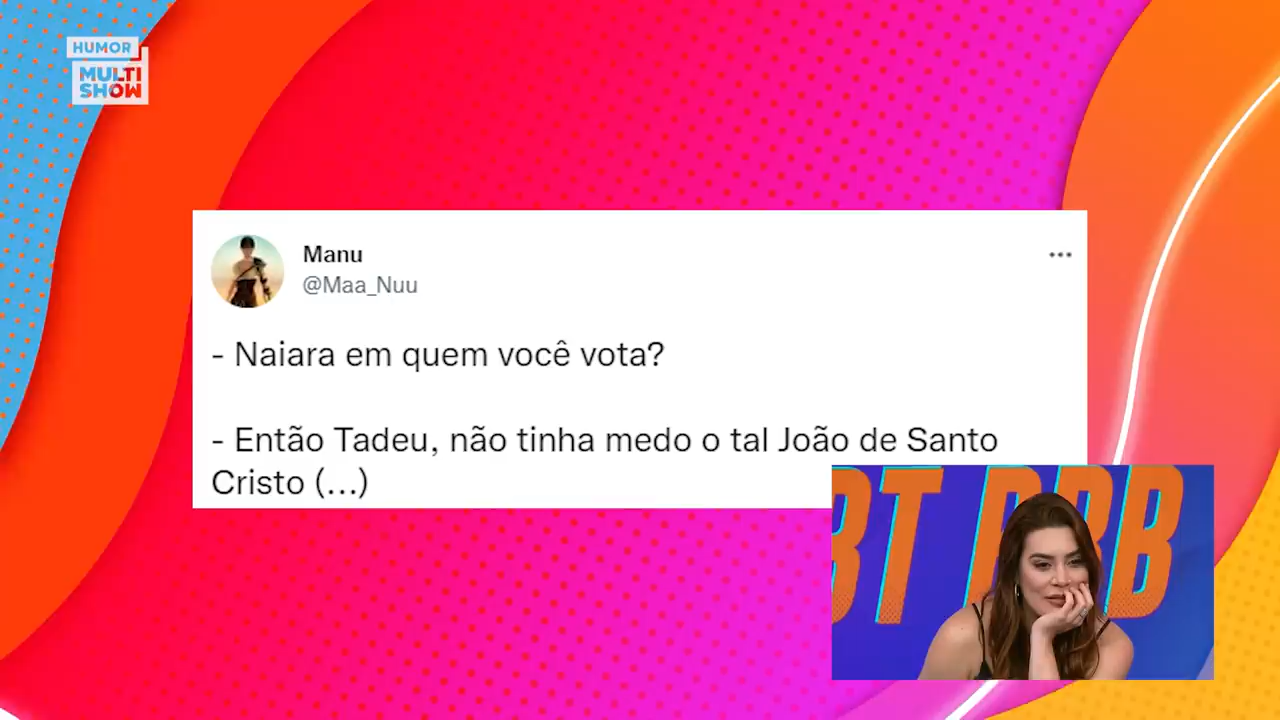 HUMOR
MULTI
SHOW
Manu
@Maa_Nuu
- Naiara em quem você vota?
- Então Tadeu, não tinha medo o tal João de Santo
Cristo (...)
BT BBB